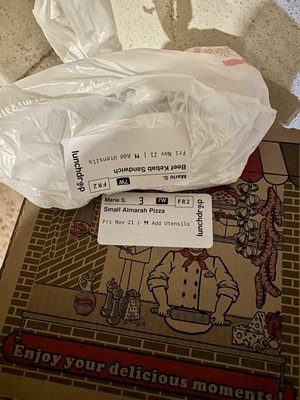 Marie S.
Beef Kebab Sandwich
Fri Nov 21 | Add Utensils
7W
FR2
lunchdrop
Marie S. 3 7W FR2
Small Almarah Pizza
Fri Nov 21 | Add Utensils
lunchdrop
Enjoy your delicious moments